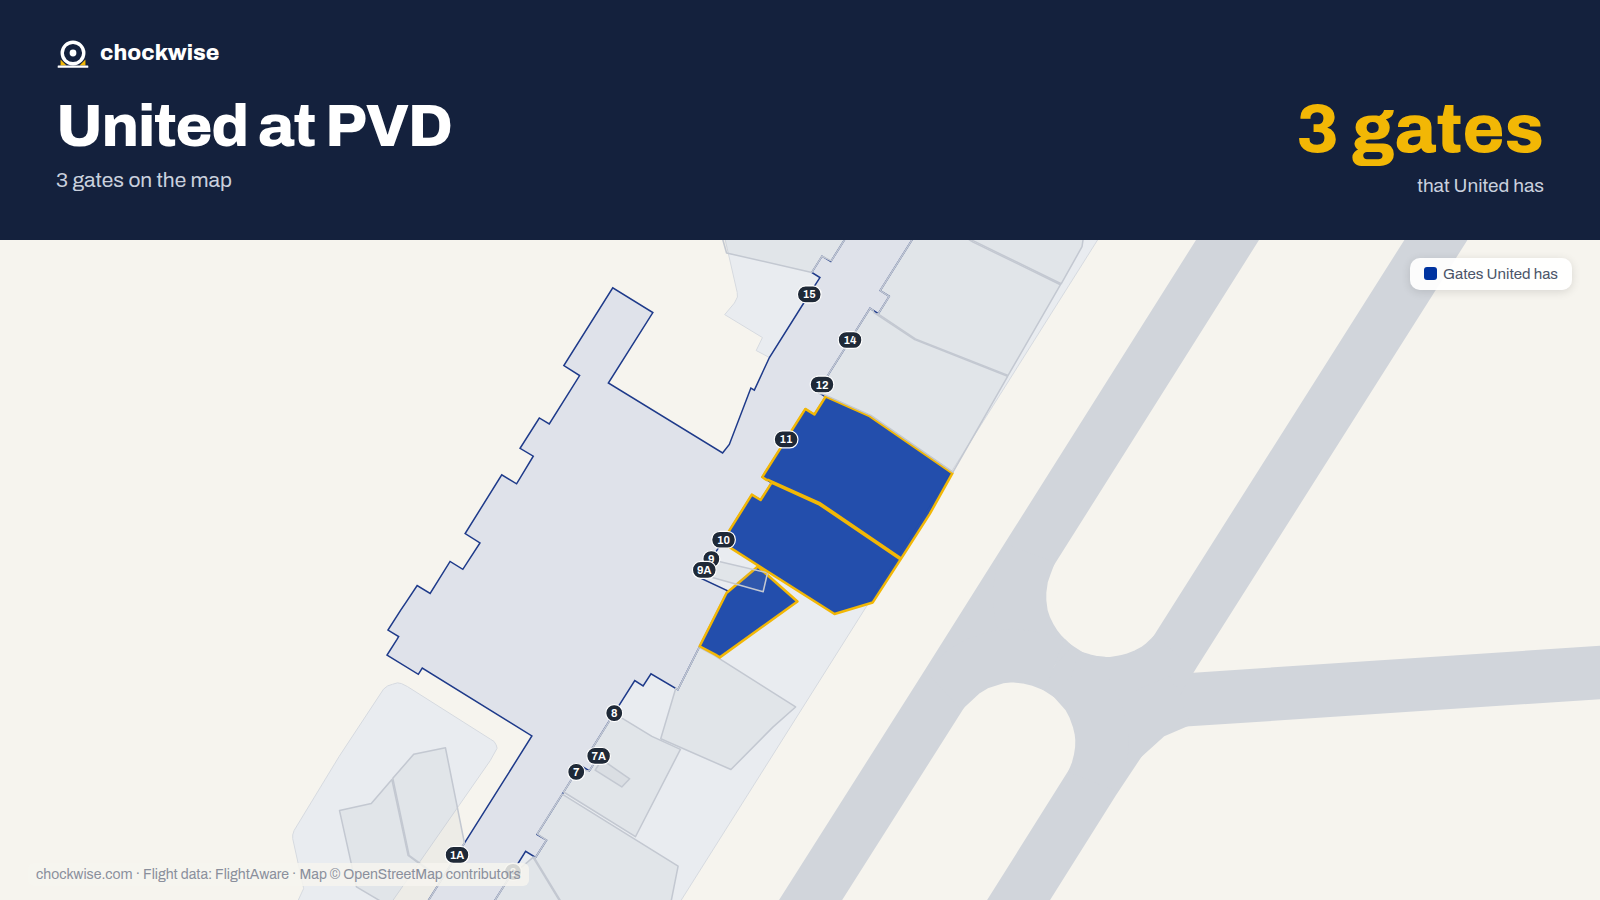 chockwise
United at PVD
3 gates on the map
3 gates
that United has
Gates United has
15
14
12
11
10
9
9A
8
7A
7
1A
chockwise.com · Flight data: FlightAware · Map © OpenStreetMap contributors